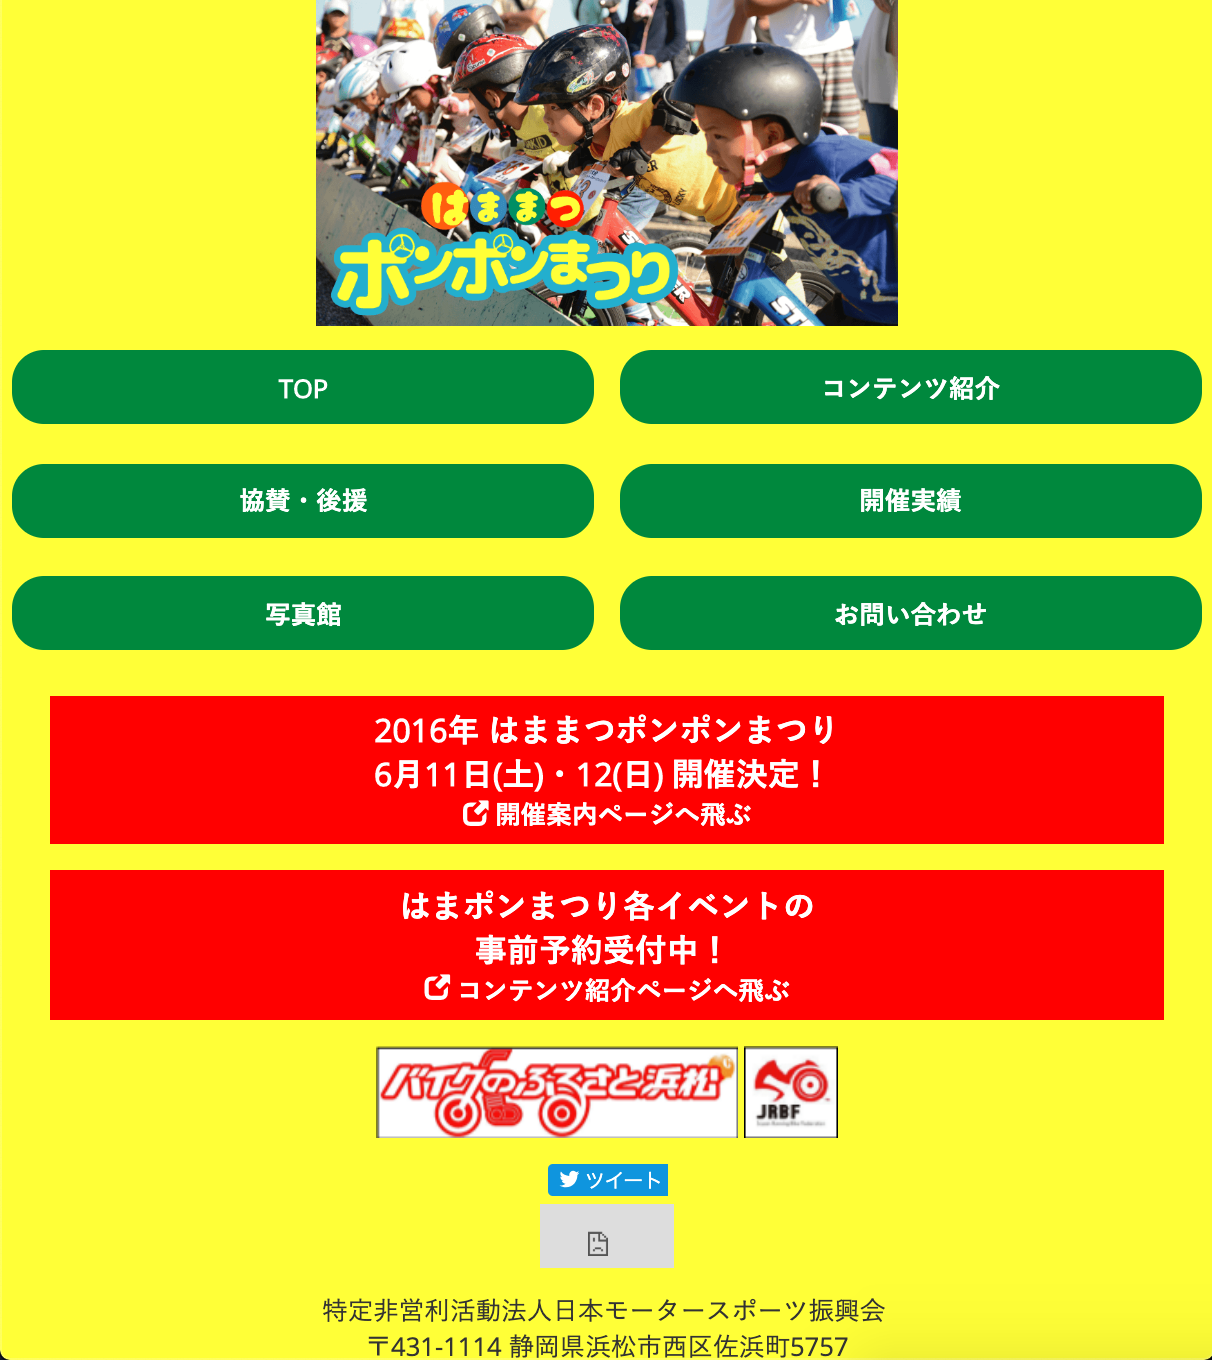 はままつ
ポンポンまつり
TOP
コンテンツ紹介
協賛・後援
開催実績
写真館
お問い合わせ
2016年 はままつポンポンまつり
6月11日(土)・12(日) 開催決定！
開催案内ページへ飛ぶ
はまポンまつり各イベントの
事前予約受付中！
コンテンツ紹介ページへ飛ぶ
バイクのふるさと浜松
JRBF
ツイート
特定非営利活動法人日本モータースポーツ振興会
〒431-1114 静岡県浜松市西区佐浜町5757